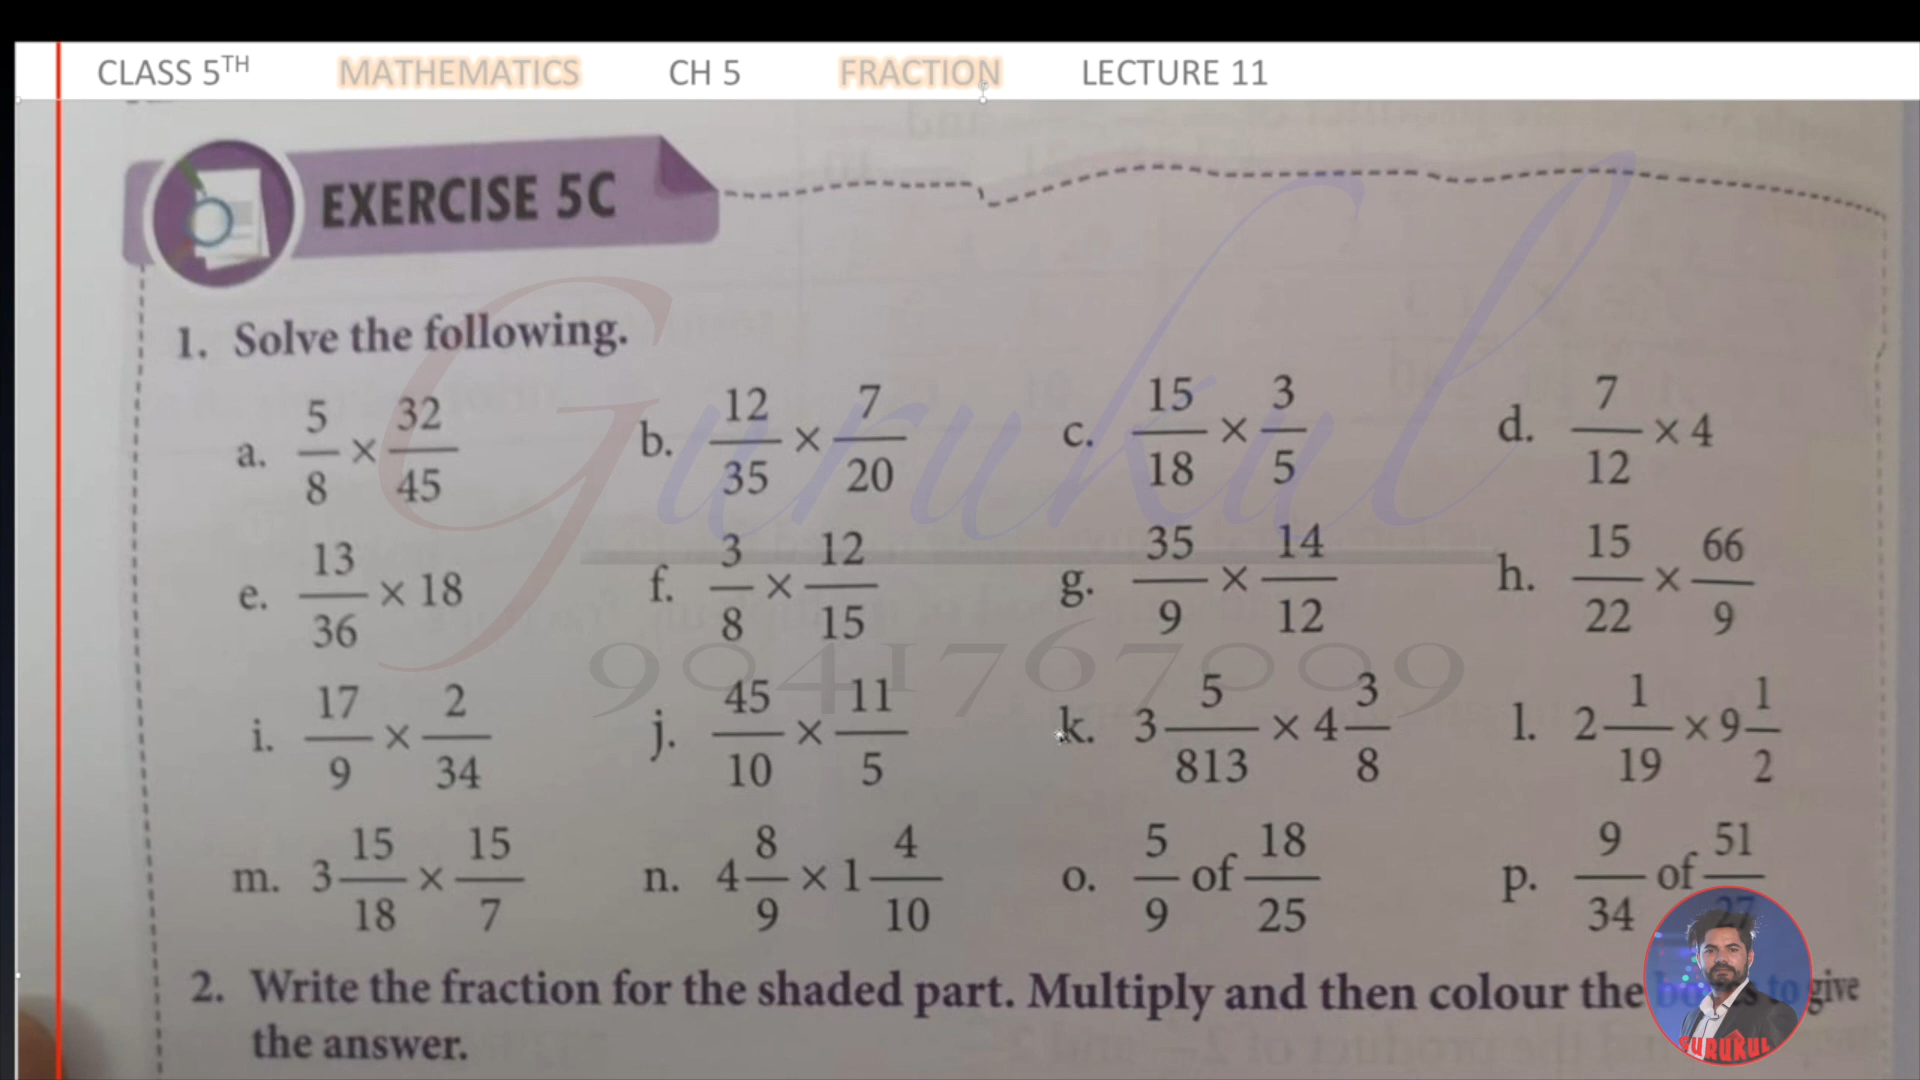 CLASS 5TH MATHEMATICS CH 5 FRACTION LECTURE 11
EXERCISE 5C
1. Solve the following.
a. 5/8 × 32/45 b. 12/35 × 7/20 c. 15/18 × 3/5 d. 7/12 × 4
e. 13/36 × 18 f. 3/8 × 12/15 g. 35/9 × 14/12 h. 15/22 × 66/9
i. 17/9 × 2/34 j. 45/10 × 11/5 k. 3 5/813 × 4 3/8 l. 2 1/19 × 9 1/2
m. 3 15/18 × 15/7 n. 4 8/9 × 1 4/10 o. 5/9 of 18/25 p. 9/34 of 51/27
2. Write the fraction for the shaded part. Multiply and then colour the to give
the answer.
Gurukul
9041767009
GURUKUL